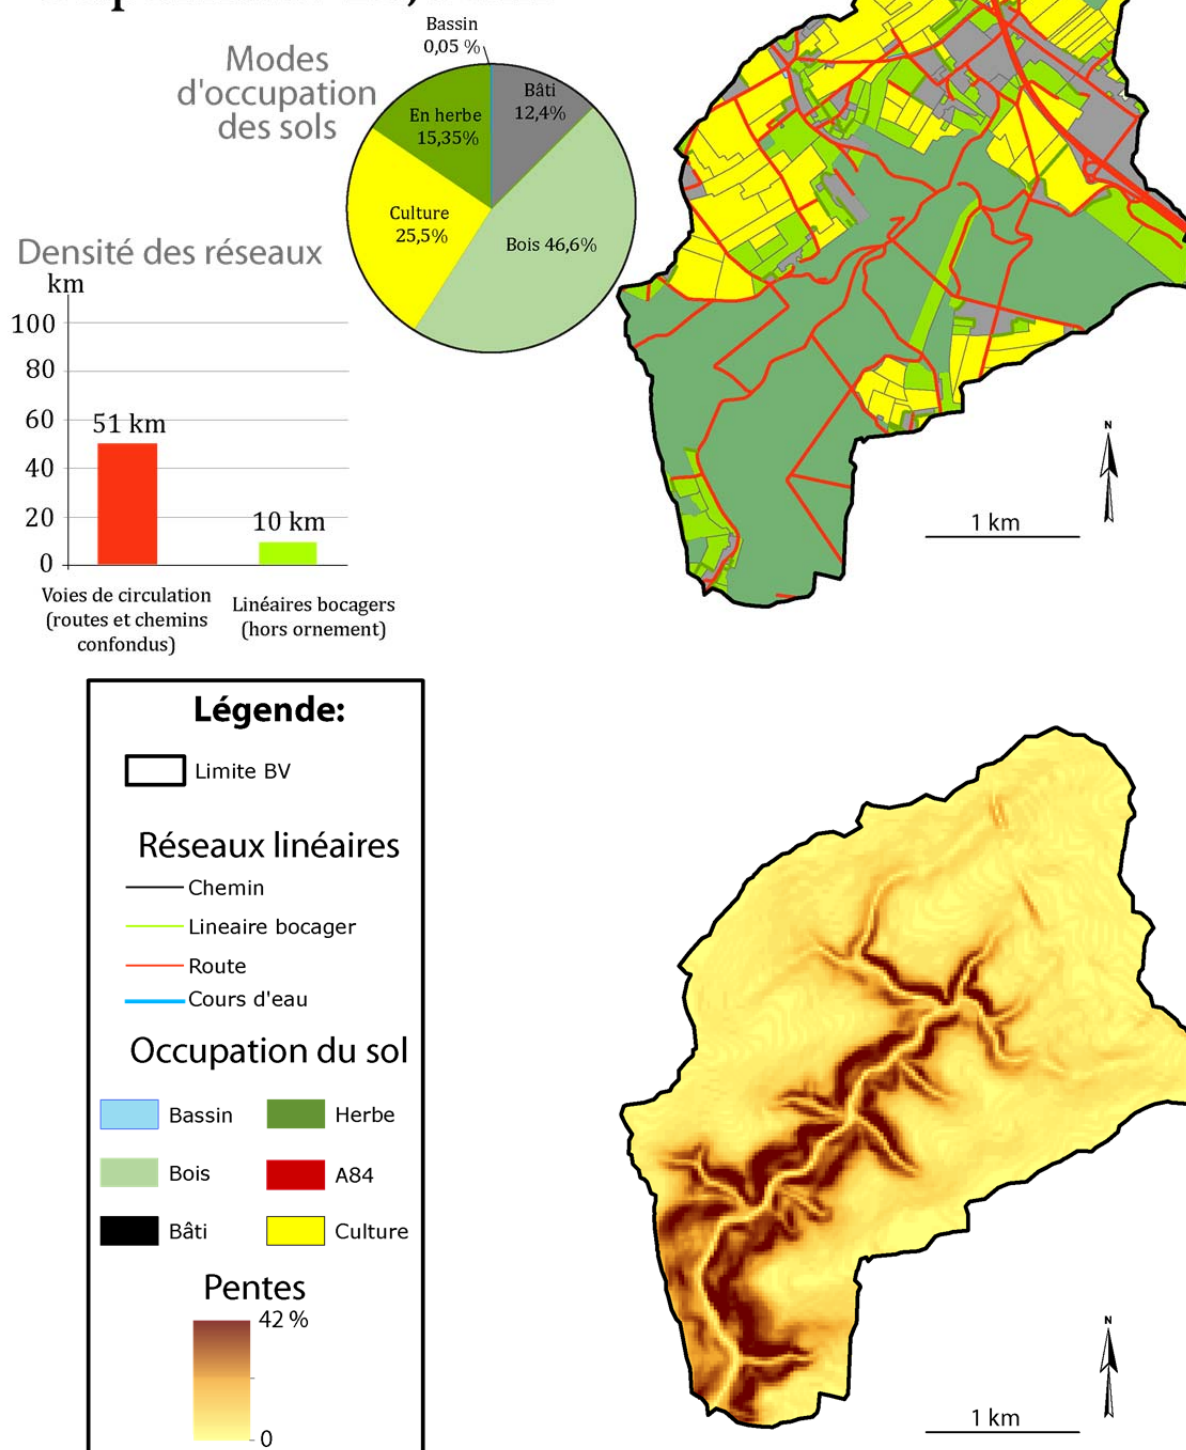 Bassin
0,05 %
Modes
d'occupation
des sols
Bâti
12,4%
En herbe
15,35%
Culture
25,5%
Bois 46,6%
Densité des réseaux
km
100
80
60
40
20
0
51 km
10 km
Voies de circulation
(routes et chemins
confondus)
Linéaires bocagers
(hors ornement)
N
1 km
Légende:
Limite BV
Réseaux linéaires
Chemin
Lineaire bocager
Route
Cours d'eau
Occupation du sol
Bassin
Herbe
Bois
A84
Bâti
Culture
Pentes
42 %
0
N
1 km